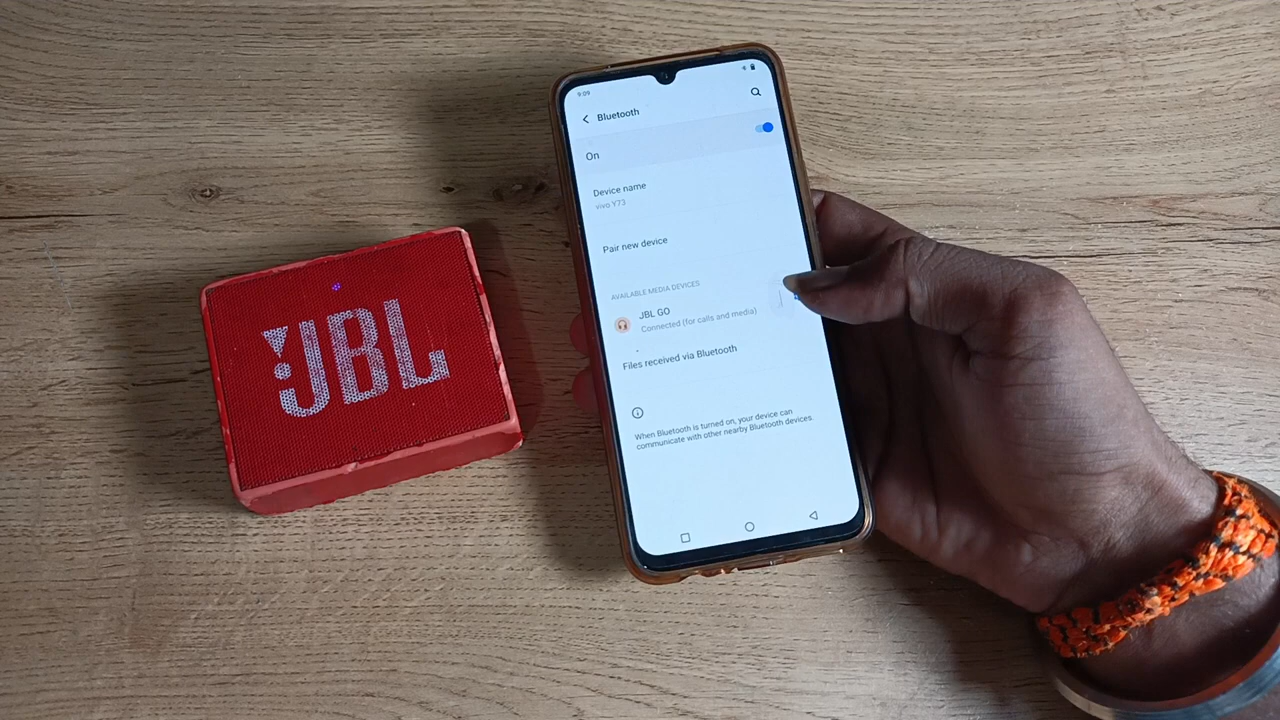 JBL
9:09
Bluetooth
On
Device name
vivo Y73
Pair new device
AVAILABLE MEDIA DEVICES
JBL GO
Connected (for calls and media)
Files received via Bluetooth
When Bluetooth is turned on, your device can
communicate with other nearby Bluetooth devices.